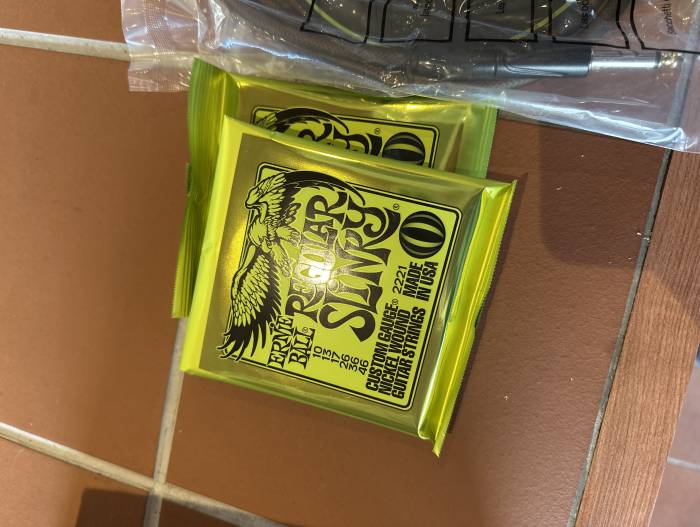 ERNIE
BALL®
REGULAR
SLINKY®
10
13
17
26
36
46
CUSTOM GAUGE® 2221
NICKEL WOUND MADE
GUITAR STRINGS IN USA